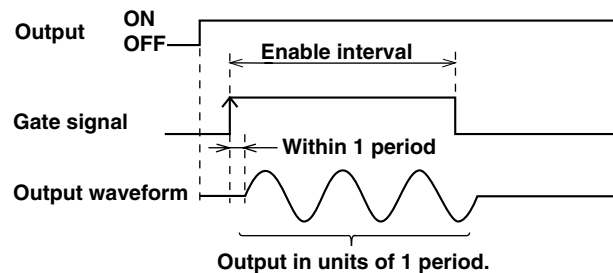 Output
ON
OFF
Enable interval
Gate signal
Within 1 period
Output waveform
Output in units of 1 period.